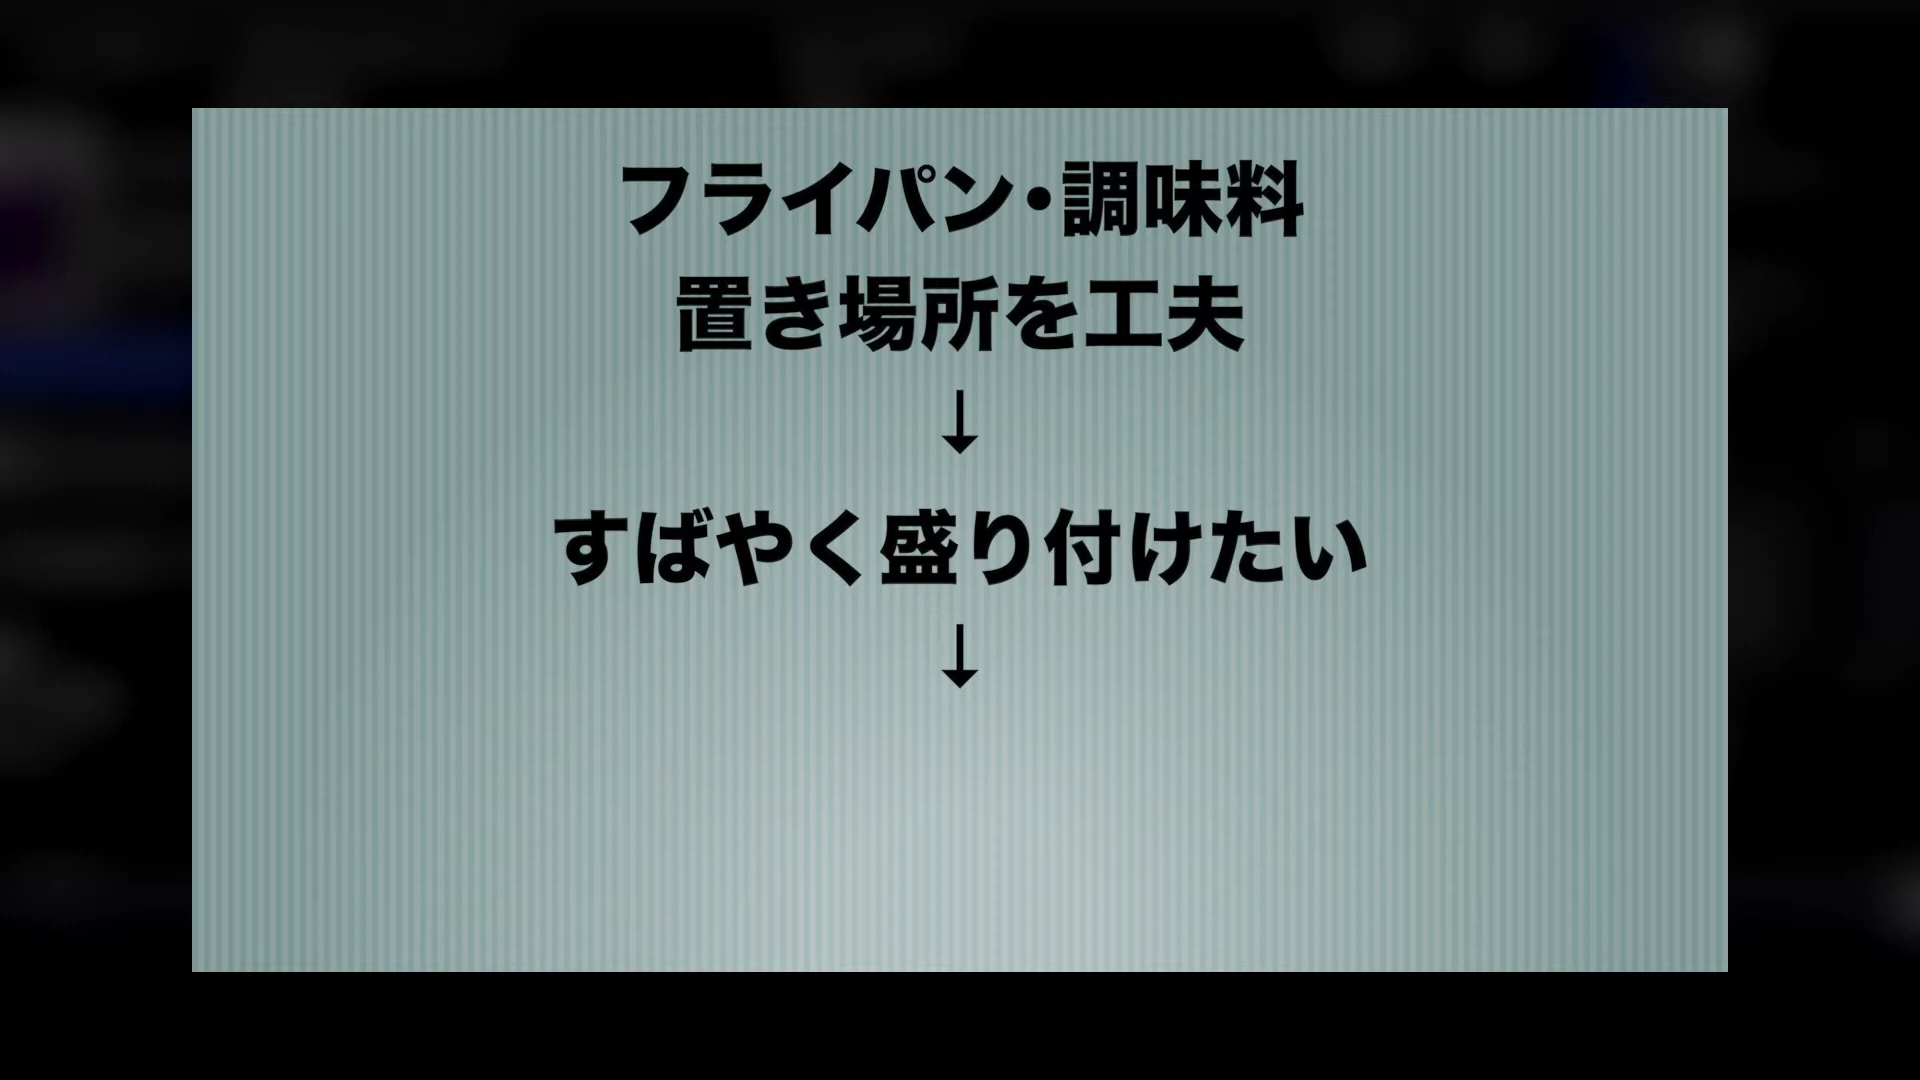 フライパン・調味料
置き場所を工夫
↓
すばやく盛り付けたい
↓